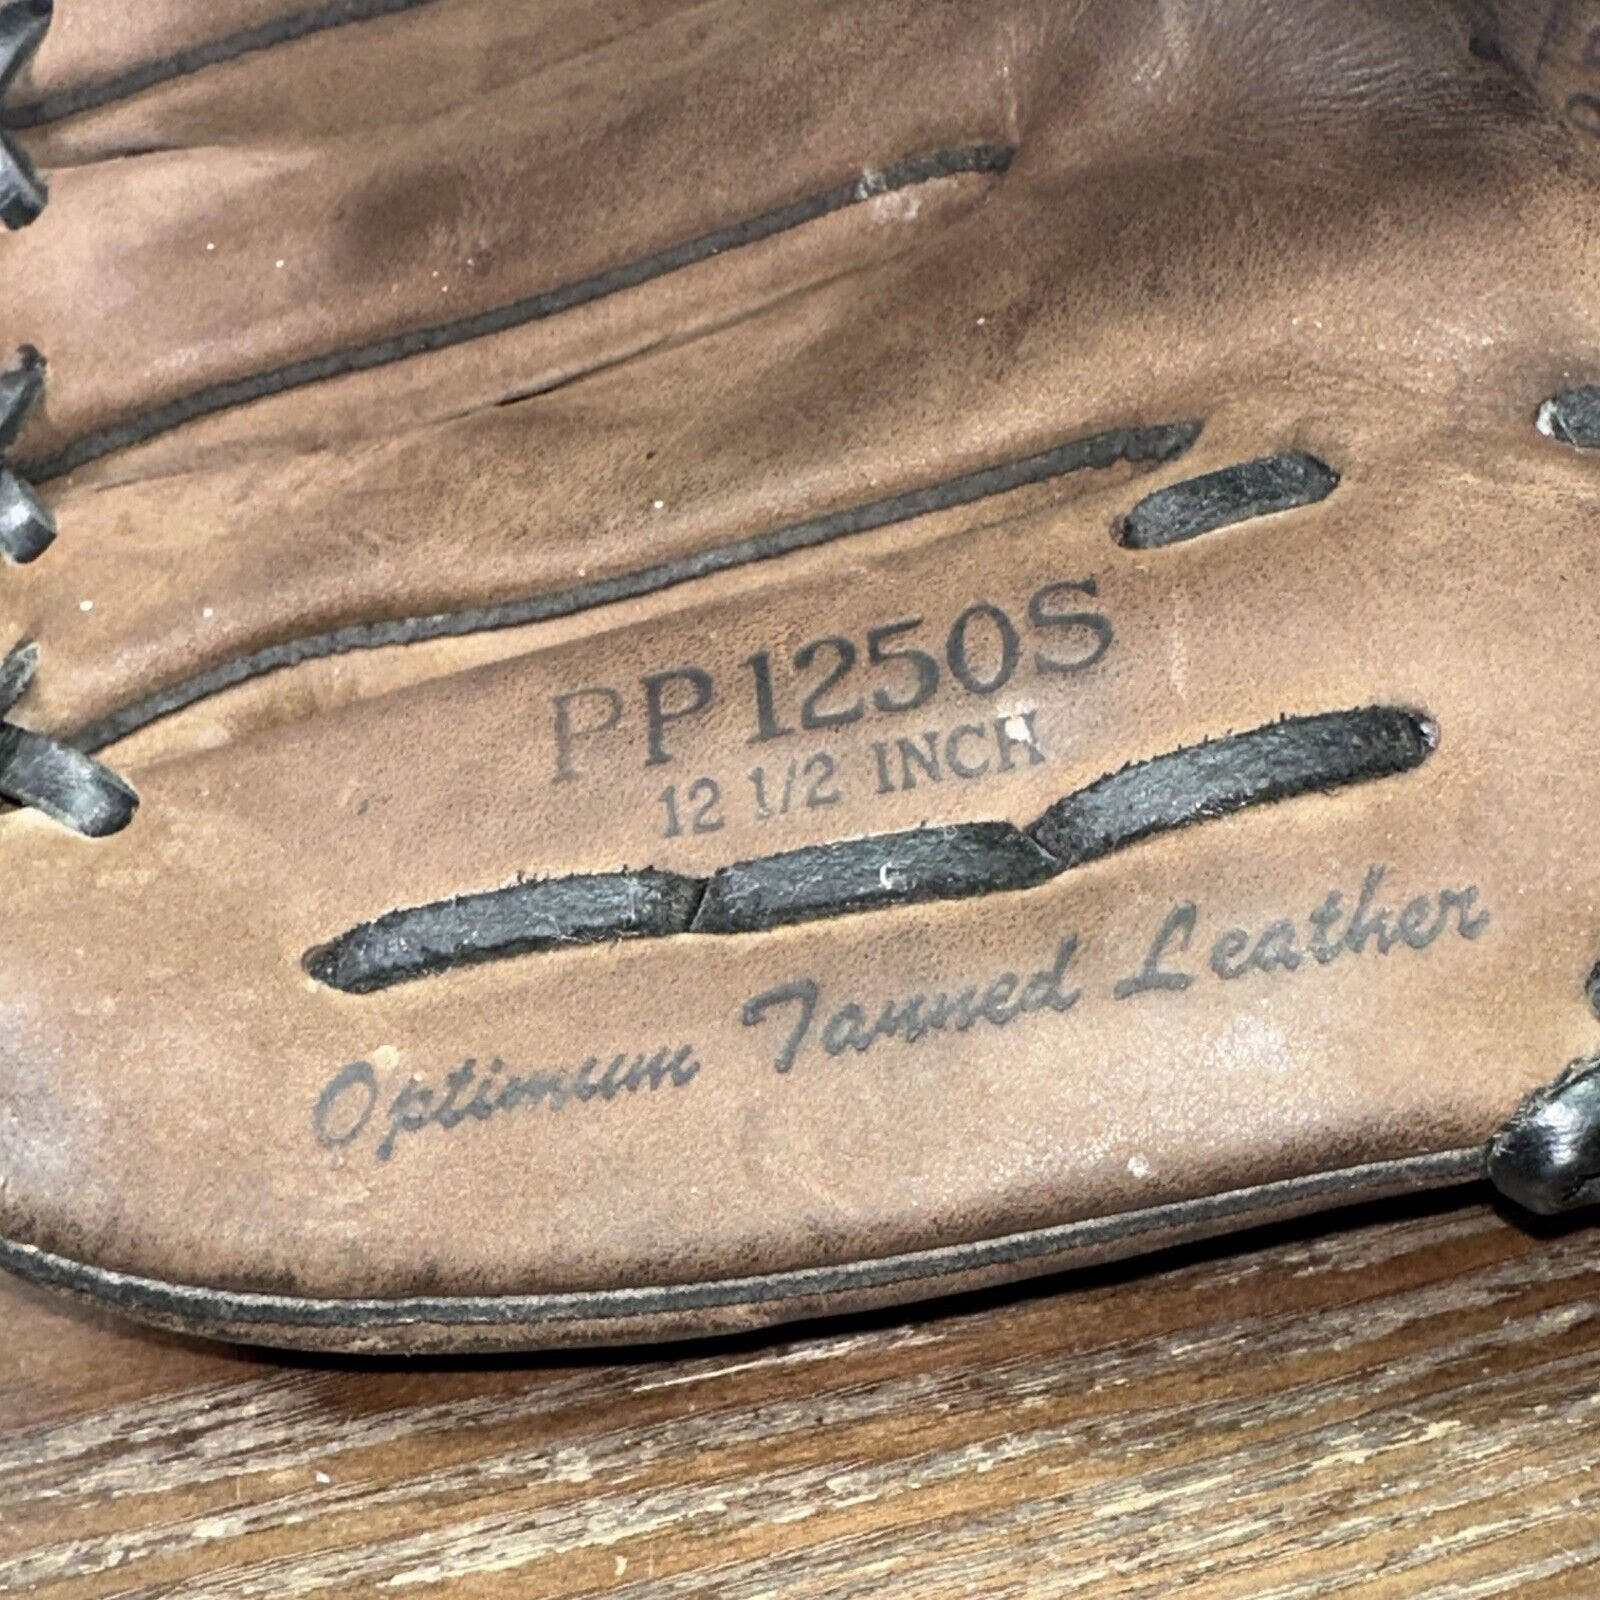 PP1250S
12 1/2 INCH
Optimum Tanned Leather